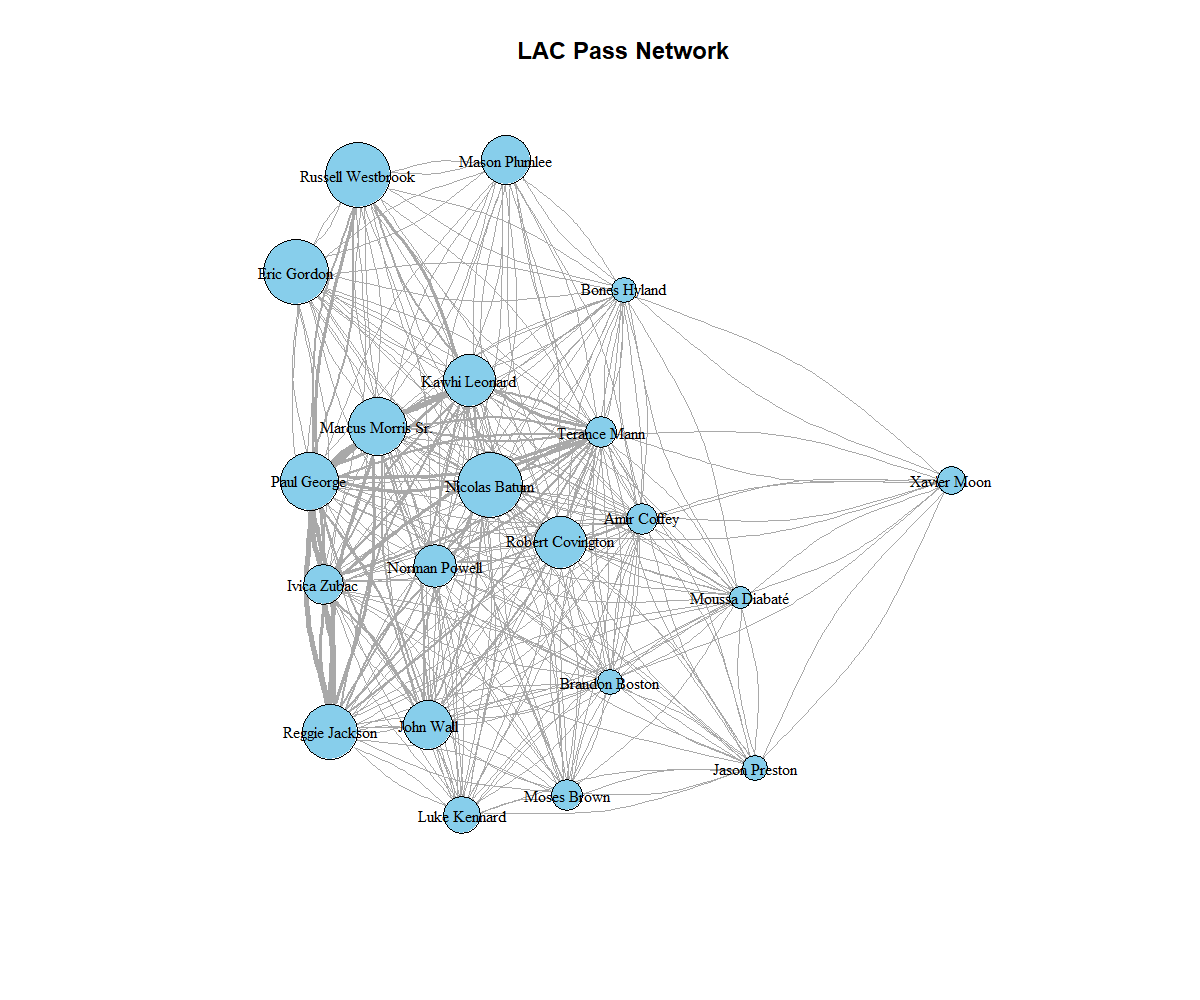 LAC Pass Network
Mason Plumlee
Russell Westbrook
Eric Gordon
Bones Hyland
Kawhi Leonard
Marcus Morris Sr.
Terance Mann
Paul George
Nicolas Batum
Xavier Moon
Amir Coffey
Robert Covington
Norman Powell
Ivica Zubac
Moussa Diabaté
Brandon Boston
John Wall
Reggie Jackson
Jason Preston
Moses Brown
Luke Kennard